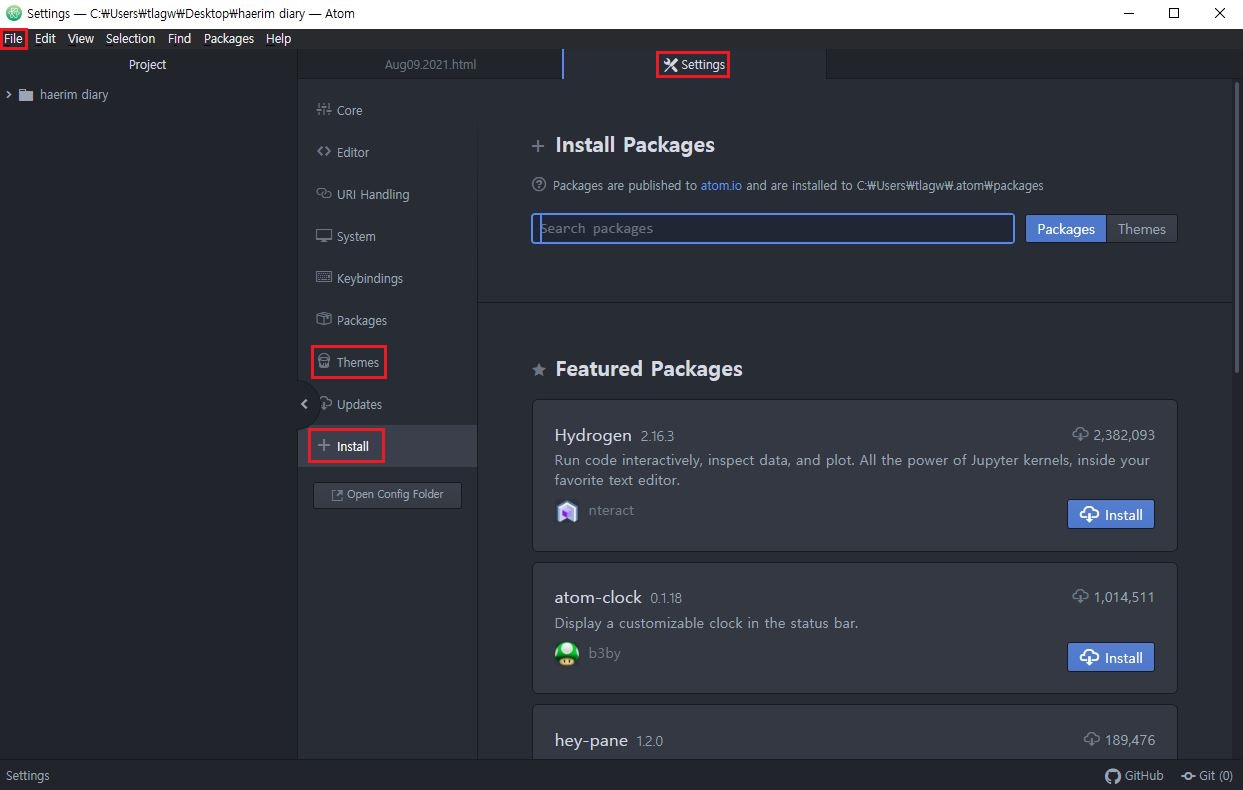 Settings — C:₩Users₩tlagw₩Desktop₩haerim diary — Atom
File Edit View Selection Find Packages Help
Project
haerim diary
Aug09.2021.html
Settings
Core
Editor
URI Handling
System
Keybindings
Packages
Themes
Updates
Install
Open Config Folder
Install Packages
Packages are published to atom.io and are installed to C:₩Users₩tlagw₩.atom₩packages
Search packages
Packages Themes
Featured Packages
Hydrogen 2.16.3 2,382,093
Run code interactively, inspect data, and plot. All the power of Jupyter kernels, inside your
favorite text editor.
nteract
Install
atom-clock 0.1.18 1,014,511
Display a customizable clock in the status bar.
b3by
Install
hey-pane 1.2.0 189,476
Settings
GitHub Git (0)